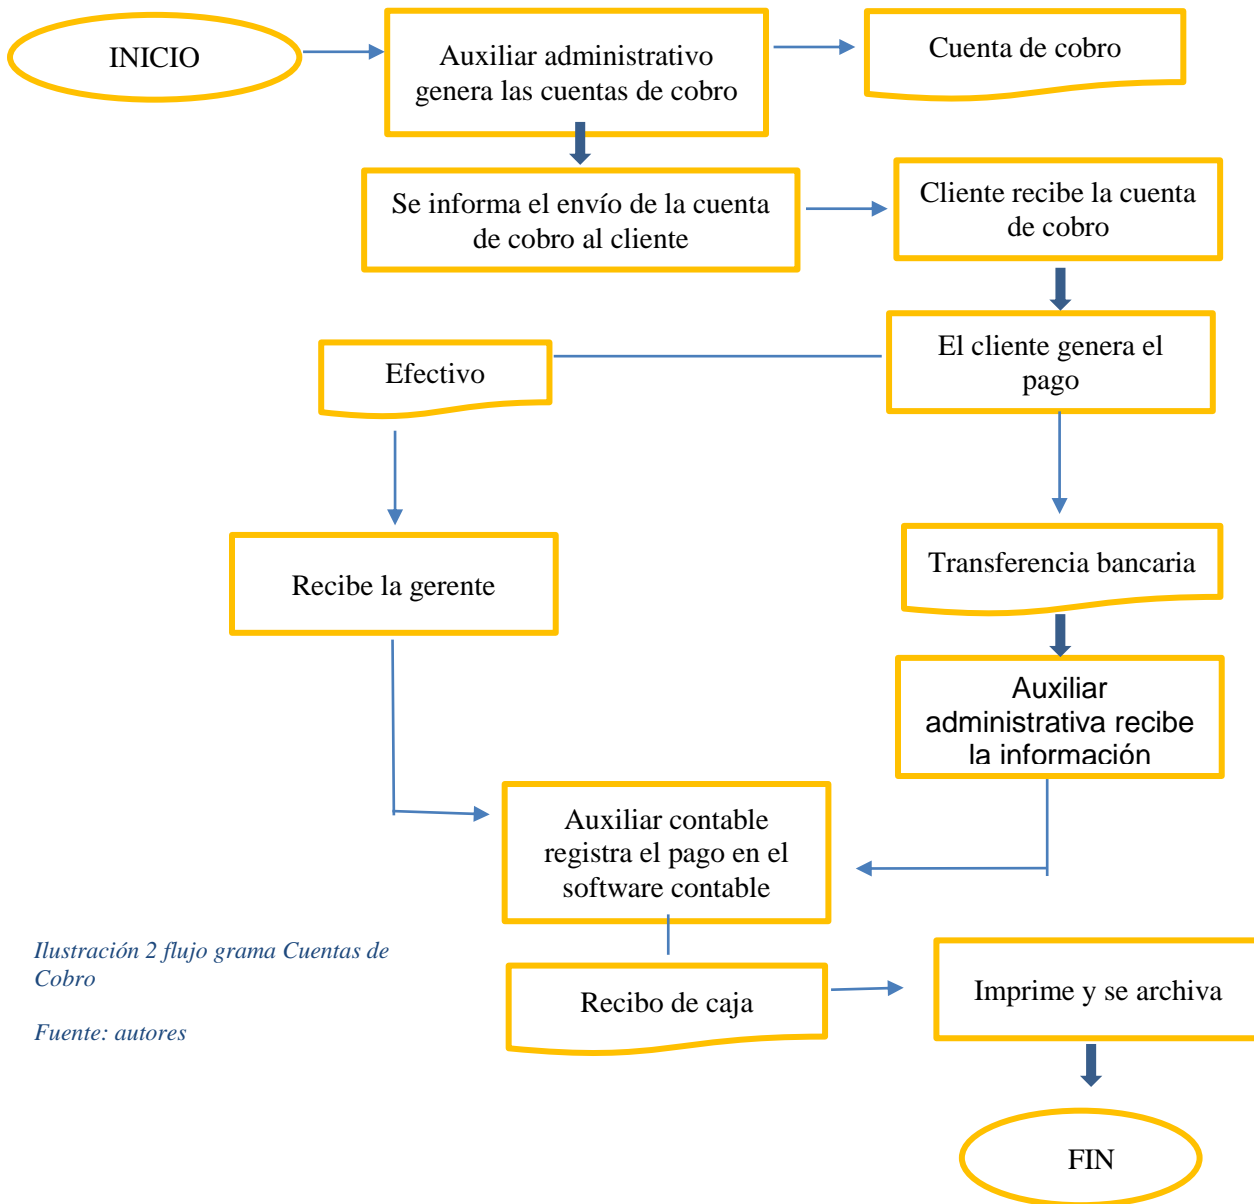 INICIO
Auxiliar administrativo
genera las cuentas de cobro
Cuenta de cobro
Se informa el envío de la cuenta
de cobro al cliente
Cliente recibe la cuenta
de cobro
El cliente genera el
pago
Efectivo
Recibe la gerente
Transferencia bancaria
Auxiliar
administrativa recibe
la información
Auxiliar contable
registra el pago en el
software contable
Ilustración 2 flujo grama Cuentas de
Cobro
Fuente: autores
Recibo de caja
Imprime y se archiva
FIN